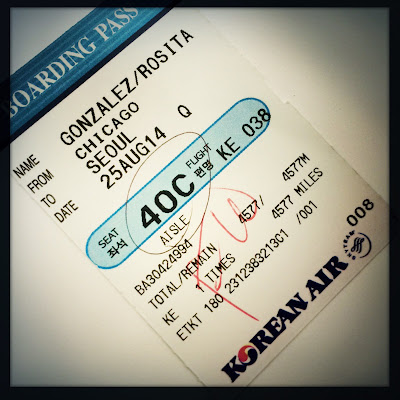 BOARDING PASS
NAME GONZALEZ/ROSITA
FROM CHICAGO
TO SEOUL
DATE 25AUG14 Q
SEAT 좌석 40C FLIGHT 편명 KE 038
AISLE
BA30424994 4577M
TOTAL/REMAIN 4577/ 4577 MILES
KE 1 TIMES
ETKT 180 2312383213C1 /001
008
KOREAN AIR
SKYTEAM